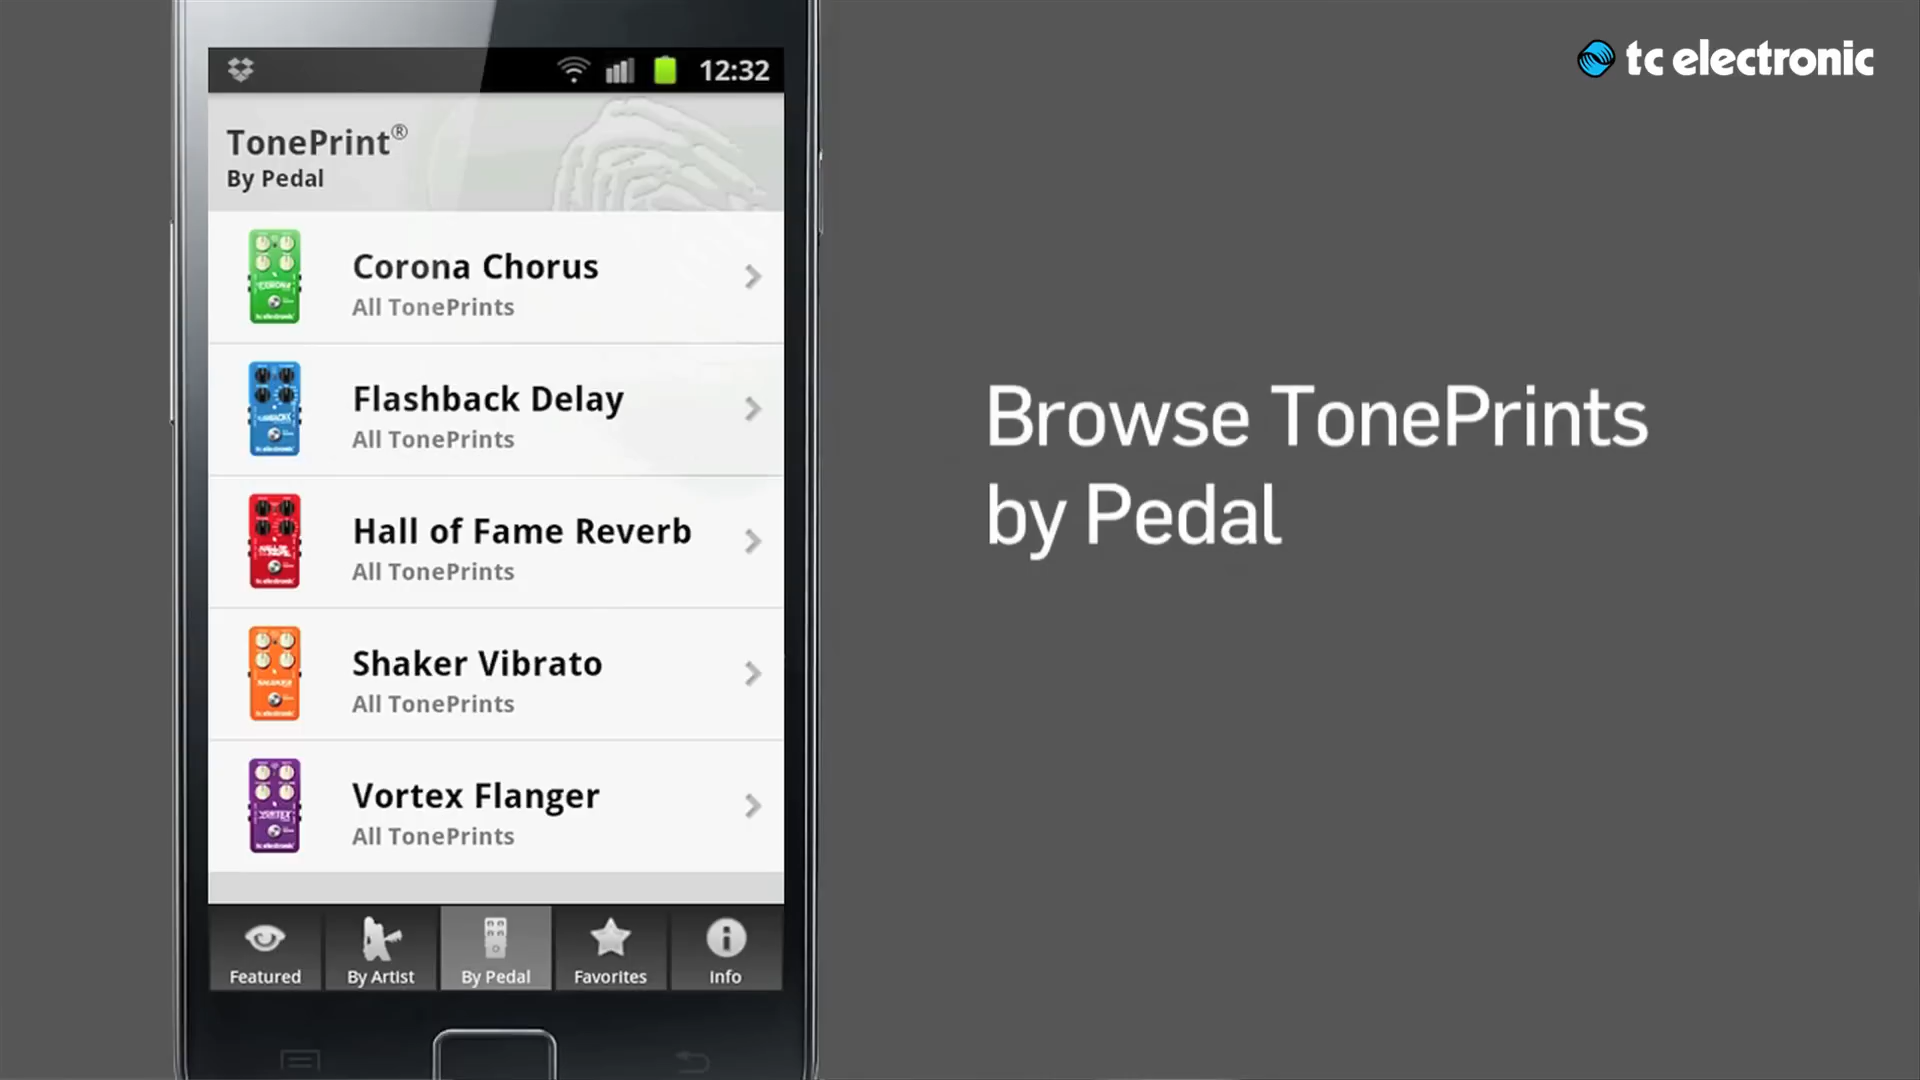 tc electronic
12:32
TonePrint®
By Pedal
Corona Chorus
All TonePrints
Flashback Delay
All TonePrints
Hall of Fame Reverb
All TonePrints
Shaker Vibrato
All TonePrints
Vortex Flanger
All TonePrints
Featured
By Artist
By Pedal
Favorites
Info
Browse TonePrints
by Pedal